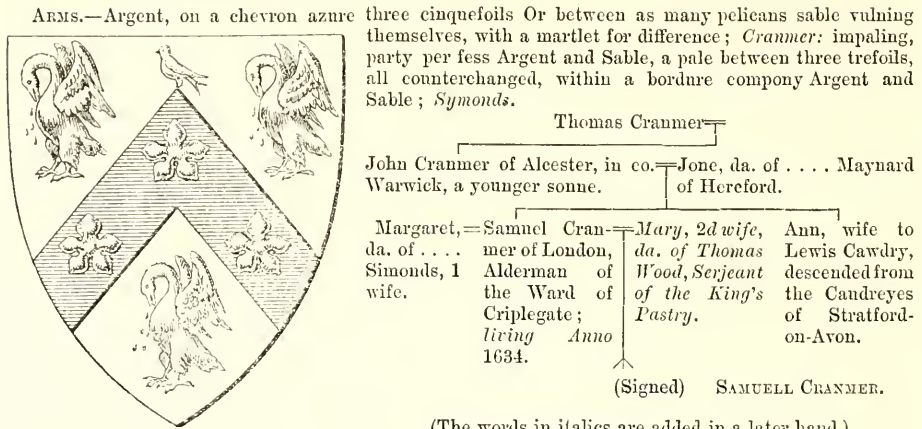 ARMS.—Argent, on a chevron azure three cinquefoils Or between as many pelicans sable vulning
themselves, with a martlet for difference; Cranmer: impaling,
party per fess Argent and Sable, a pale between three trefoils,
all counterchanged, within a bordure compony Argent and
Sable; Symonds.
Thomas Cranmer
John Cranmer of Alcester, in co.
Warwick, a younger sonne.
Jone, da. of .... Maynard
of Hereford.
Margaret,
da. of ....
Simonds, 1
wife.
Samuel Cran-
mer of London,
Alderman of
the Ward of
Criplegate;
living Anno
1634.
Mary, 2d wife,
da. of Thomas
Wood, Serjeant
of the King's
Pastry.
Ann, wife to
Lewis Cawdry,
descended from
the Caudreyes
of Stratford-
on-Avon.
(Signed) SAMUELL CRANMER.
(The words in italics are added in a later hand.)